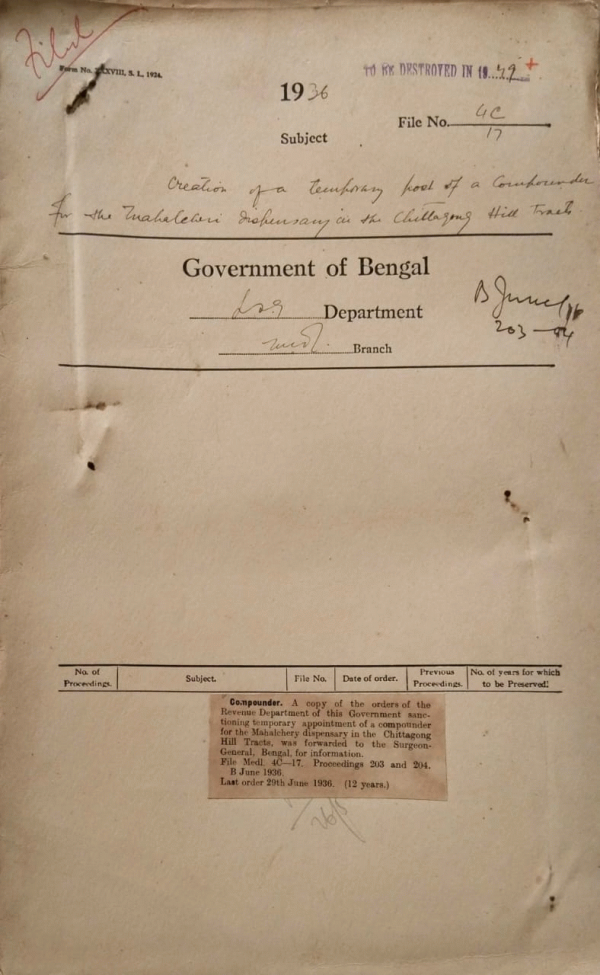 Filed
Form No. XXXVIII, S. I., 1924.
TO BE DESTROYED IN 1949 +
1936
File No. 4C/17
Subject
Creation of a temporary post of a Compounder
for the Mahalcheri dispensary in the Chittagong Hill Tracts.
Government of Bengal
LSG Department
Medl. Branch
B June/36
203—04
No. of Proceedings. Subject. File No. Date of order. Previous Proceedings. No. of years for which to be Preserved.
Compounder. A copy of the orders of the
Revenue Department of this Government sanc-
tioning temporary appointment of a compounder
for the Mahalchery dispensary in the Chittagong
Hill Tracts, was forwarded to the Surgeon-
General, Bengal, for information.
File Medl. 4C—17. Proceedings 203 and 204.
B June 1936.
Last order 29th June 1936. (12 years.)